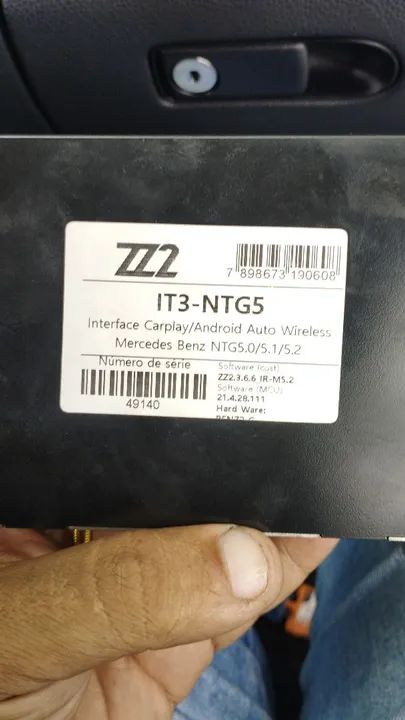 ZZ2
7 898673 190608
IT3-NTG5
Interface Carplay/Android Auto Wireless
Mercedes Benz NTG5.0/5.1/5.2
Número de série
49140
Software (cust)
ZZ2.3.6.6 IR-M5.2
Software (MCU)
21.4.28.111
Hard Ware: